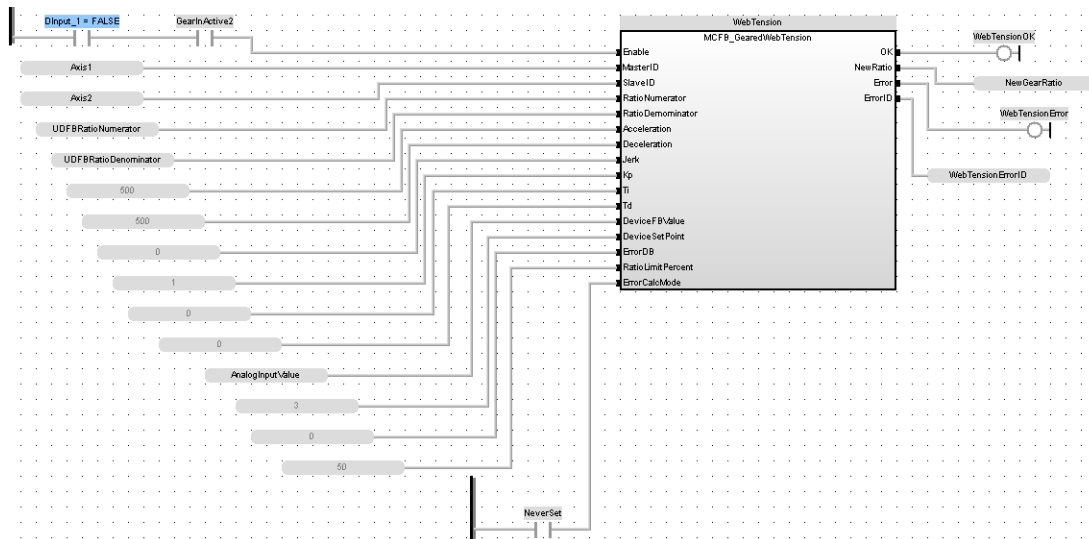 DInput_1 = FALSE
GearInActive2
WebTension
MCFB_GearedWebTension
WebTensionOK
Enable
OK
Axis1
MasterID
NewRatio
NewGearRatio
SlaveID
Error
Axis2
RatioNumerator
ErrorID
WebTensionError
RatioDemominator
UDFBRatioNumerator
Acceleration
Deceleration
UDFBRatioDenominator
Jerk
Kp
WebTensionErrorID
500
Ti
Td
500
DeviceFBValue
DeviceSetPoint
0
ErrorDB
RatioLimitPercent
1
ErrorCalcMode
0
0
AnalogInputValue
3
0
50
NeverSet